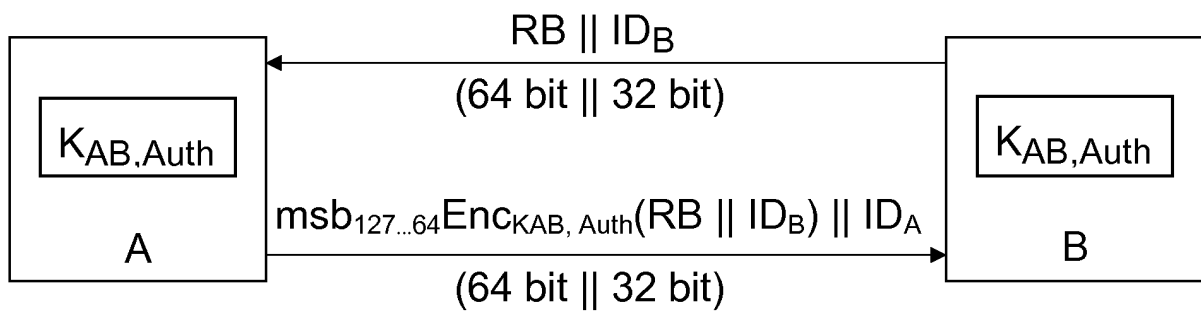 RB || IDB
(64 bit || 32 bit)
KAB,Auth
KAB,Auth
msb127...64EncKAB, Auth(RB || IDB) || IDA
A
B
(64 bit || 32 bit)